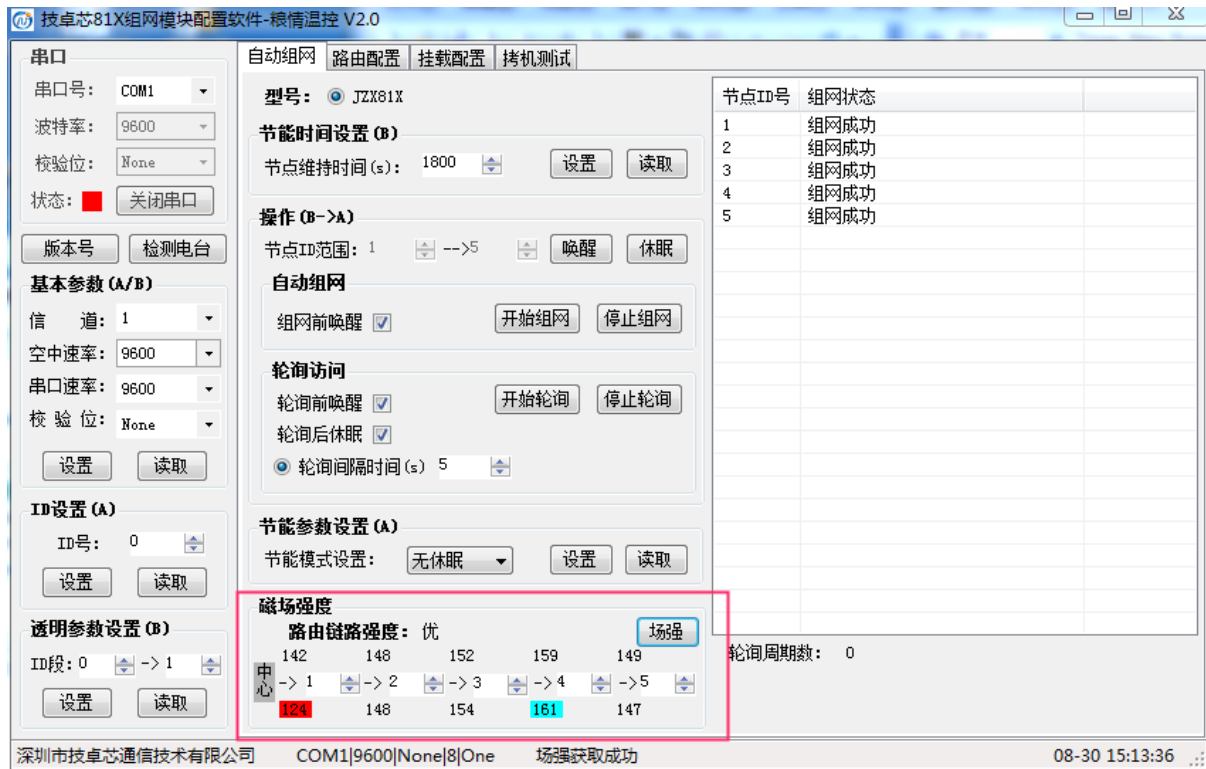 技卓芯81X组网模块配置软件-粮情温控 V2.0
串口
串口号: COM1
波特率: 9600
校验位: None
状态: 关闭串口
版本号 检测电台
基本参数(A/B)
信 道: 1
空中速率: 9600
串口速率: 9600
校 验 位: None
设置 读取
ID设置(A)
ID号: 0
设置 读取
透明参数设置(B)
ID段: 0 -> 1
设置 读取
自动组网 路由配置 挂载配置 拷机测试
型号: JZX81X
节能时间设置(B)
节点维持时间(s): 1800 设置 读取
操作(B->A)
节点ID范围: 1 -->5 唤醒 休眠
自动组网
组网前唤醒 开始组网 停止组网
轮询访问
轮询前唤醒 开始轮询 停止轮询
轮询后休眠
轮询间隔时间(s) 5
节能参数设置(A)
节能模式设置: 无休眠 设置 读取
磁场强度
路由链路强度: 优 场强
142 148 152 159 149
中心 -> 1 -> 2 -> 3 -> 4 ->5
124 148 154 161 147
节点ID号 组网状态
1 组网成功
2 组网成功
3 组网成功
4 组网成功
5 组网成功
轮询周期数: 0
深圳市技卓芯通信技术有限公司 COM1|9600|None|8|One 场强获取成功 08-30 15:13:36